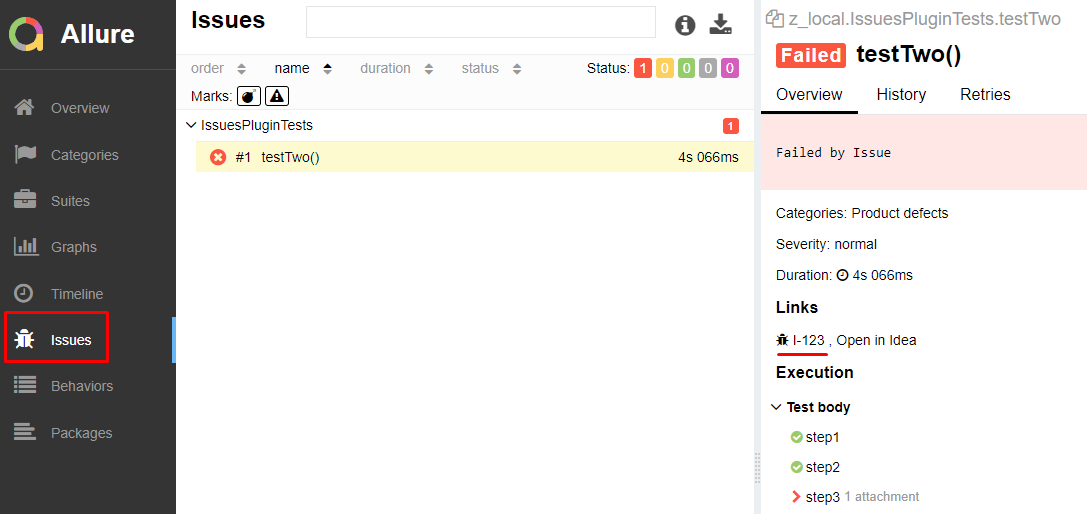 Allure
Overview
Categories
Suites
Graphs
Timeline
Issues
Behaviors
Packages
Issues
order name duration status Status: 1 0 0 0 0
Marks:
IssuesPluginTests 1
#1 testTwo() 4s 066ms
z_local.IssuesPluginTests.testTwo
Failed testTwo()
Overview History Retries
Failed by Issue
Categories: Product defects
Severity: normal
Duration: 4s 066ms
Links
I-123 , Open in Idea
Execution
Test body
step1
step2
step3 1 attachment